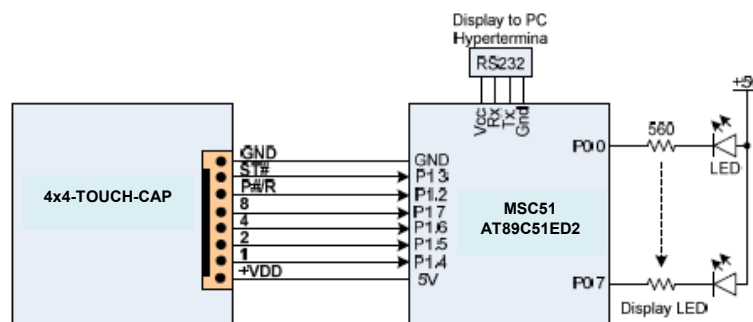 Display to PC
Hypertermina
RS232
Vcc
Rx
Tx
Gnd
4x4-TOUCH-CAP
GND
ST#
P#/R
8
4
2
1
+VDD
GND
P1.3
P1.2
P1.7
P1.6
P1.5
P1.4
5V
MSC51
AT89C51ED2
P0.0
P0.7
560
+5
LED
Display LED